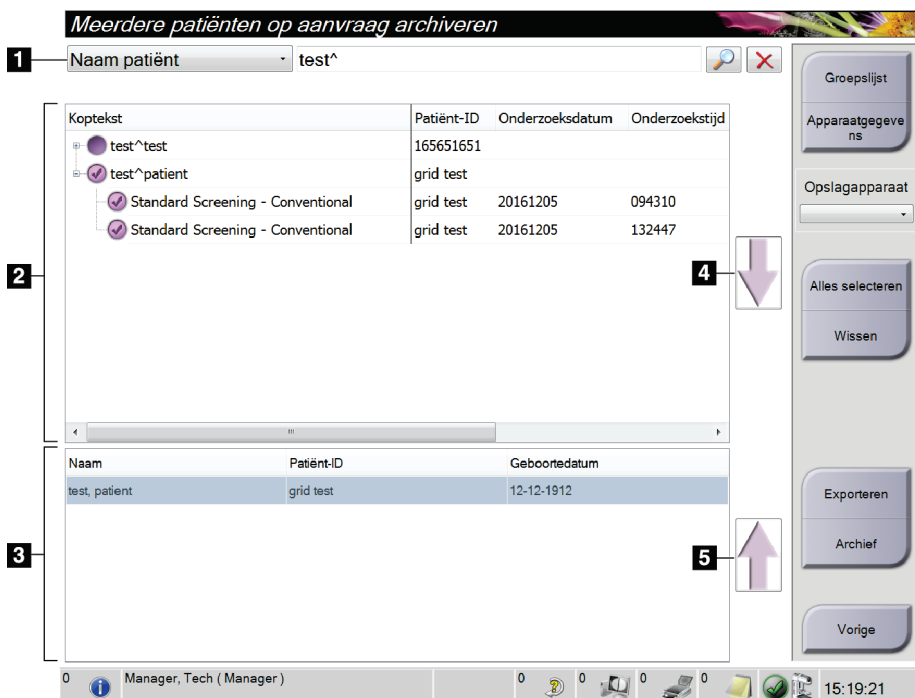 Meerdere patiënten op aanvraag archiveren
1
Naam patiënt test^
2
Koptekst Patiënt-ID Onderzoeksdatum Onderzoekstijd
test^test 165651651
test^patient grid test
Standard Screening - Conventional grid test 20161205 094310
Standard Screening - Conventional grid test 20161205 132447
4
3
Naam Patiënt-ID Geboortedatum
test, patient grid test 12-12-1912
5
Groepslijst
Apparaatgegeve
ns
Opslagapparaat
Alles selecteren
Wissen
Exporteren
Archief
Vorige
0 Manager, Tech ( Manager ) 0 0 0 0 15:19:21